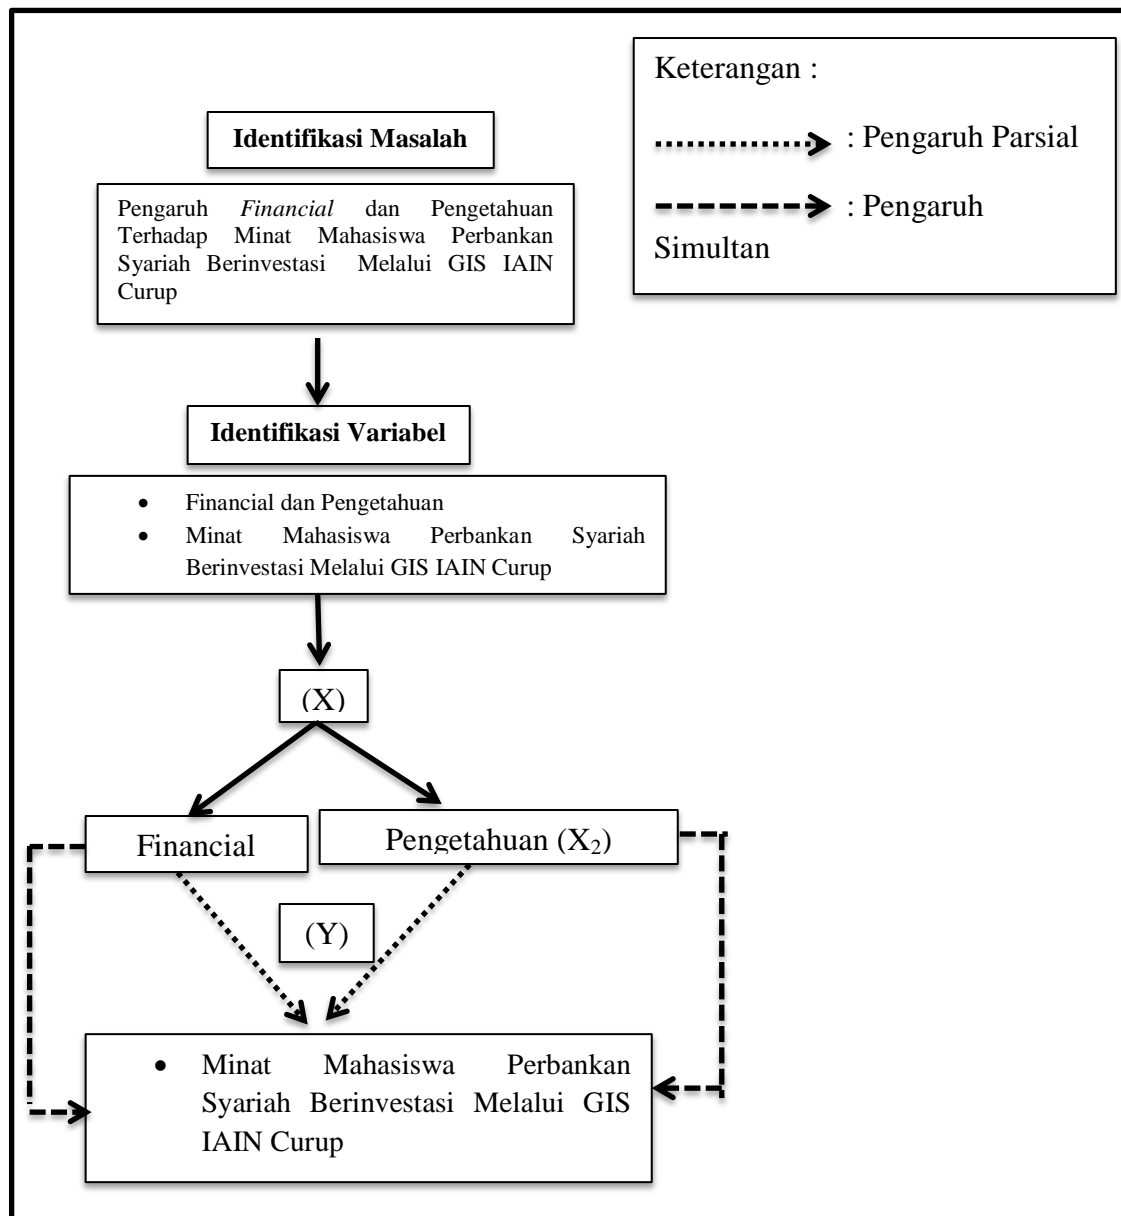 Keterangan :
: Pengaruh Parsial
: Pengaruh
Simultan
Identifikasi Masalah
Pengaruh Financial dan Pengetahuan
Terhadap Minat Mahasiswa Perbankan
Syariah Berinvestasi Melalui GIS IAIN
Curup
Identifikasi Variabel
• Financial dan Pengetahuan
• Minat Mahasiswa Perbankan Syariah
Berinvestasi Melalui GIS IAIN Curup
(X)
Financial
Pengetahuan (X₂)
(Y)
• Minat Mahasiswa Perbankan
Syariah Berinvestasi Melalui GIS
IAIN Curup